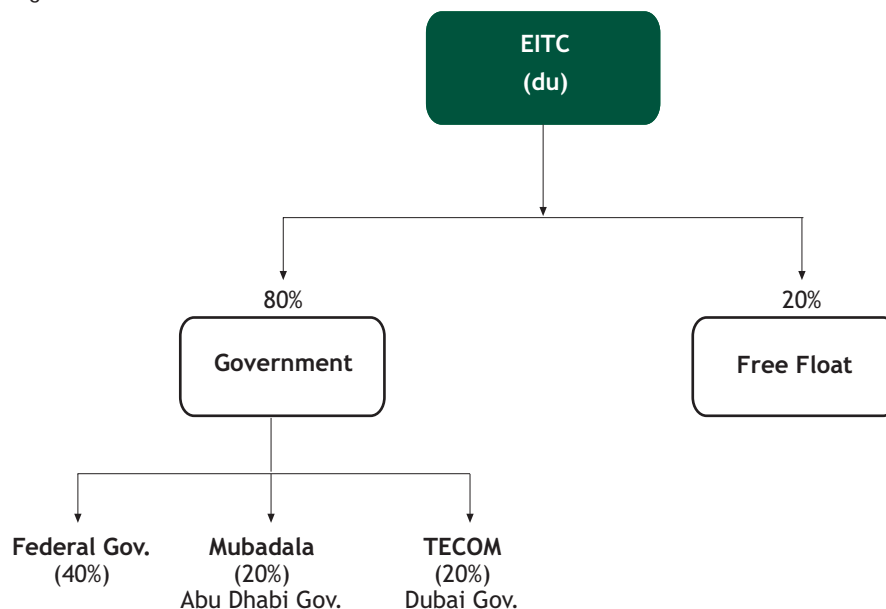 EITC
(du)
80%
20%
Government
Free Float
Federal Gov.
(40%)
Mubadala
(20%)
Abu Dhabi Gov.
TECOM
(20%)
Dubai Gov.